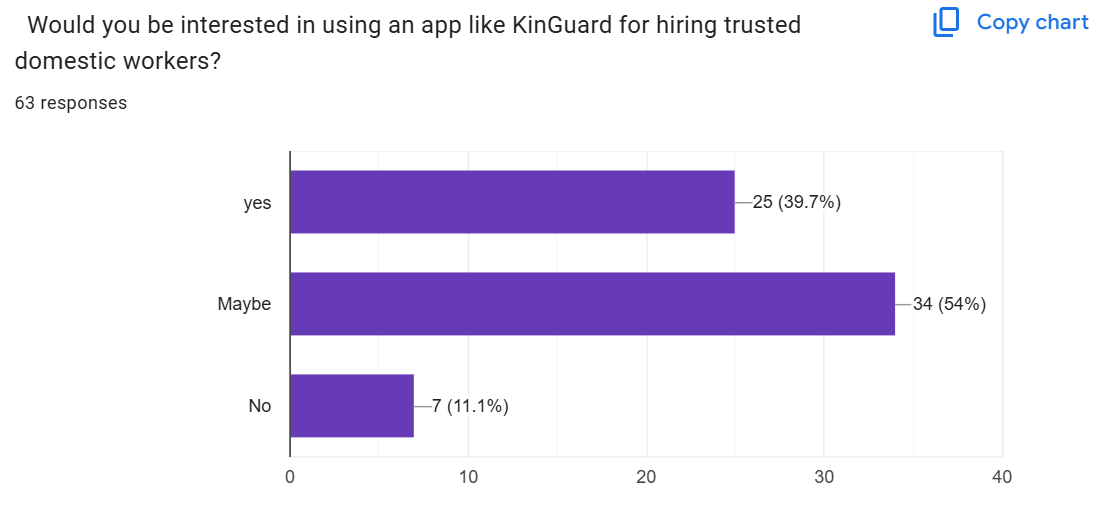 Would you be interested in using an app like KinGuard for hiring trusted
domestic workers?
Copy chart
63 responses
yes
25 (39.7%)
Maybe
34 (54%)
No
7 (11.1%)
0
10
20
30
40